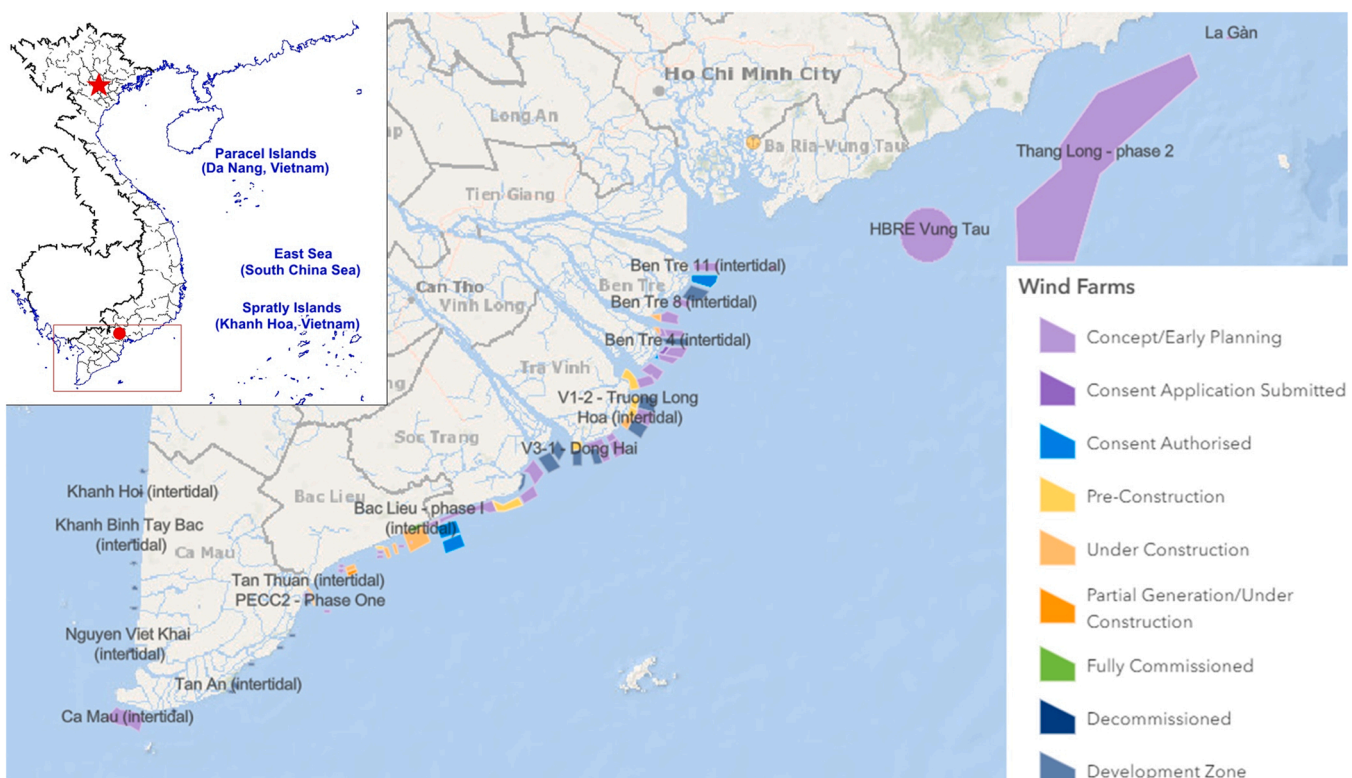 Paracel Islands
(Da Nang, Vietnam)
East Sea
(South China Sea)
Spratly Islands
(Khanh Hoa, Vietnam)
La Gàn
Ho Chi Minh City
Long An
Ba Ria-Vung Tau
Thang Long - phase 2
Tien Giang
HBRE Vung Tau
Ben Tre 11 (intertidal)
Ben Tre
Can Tho
Vinh Long
Ben Tre 8 (intertidal)
Ben Tre 4 (intertidal)
Tra Vinh
ng
V1-2 - Truong Long
Hoa (intertidal)
Soc Trang
V3-1 - Dong Hai
Khanh Hoi (intertidal)
Bac Lieu
Bac Lieu - phase I
(intertidal)
Khanh Binh Tay Bac
(intertidal)
Ca Mau
Tan Thuan (intertidal)
PECC2 - Phase One
Nguyen Viet Khai
(intertidal)
Tan An (intertidal)
Ca Mau (intertidal)
Wind Farms
Concept/Early Planning
Consent Application Submitted
Consent Authorised
Pre-Construction
Under Construction
Partial Generation/Under
Construction
Fully Commissioned
Decommissioned
Development Zone